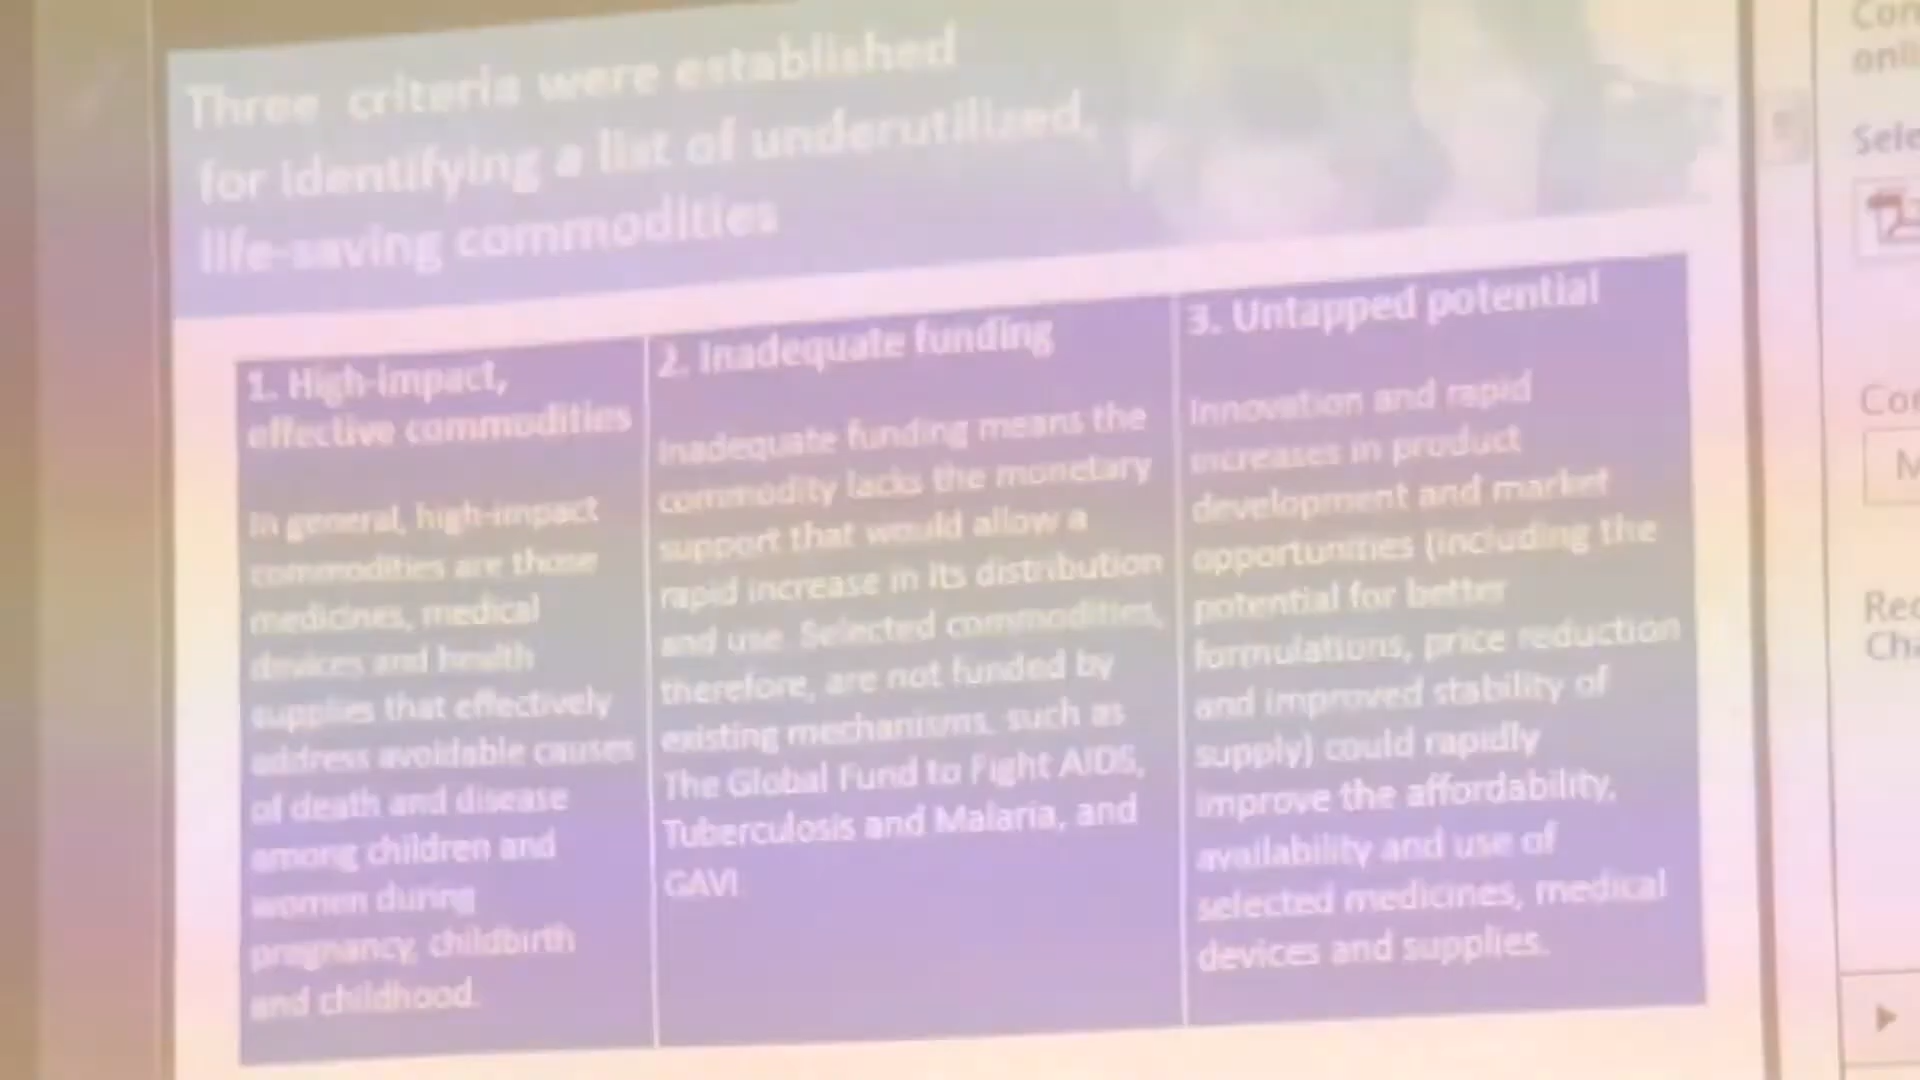 Three criteria were established
for identifying a list of underutilized,
life-saving commodities
1. High-impact,
effective commodities
In general, high-impact
commodities are those
medicines, medical
devices and health
supplies that effectively
address avoidable causes
of death and disease
among children and
women during
pregnancy, childbirth
and childhood.
2. Inadequate funding
Inadequate funding means the
commodity lacks the monetary
support that would allow a
rapid increase in its distribution
and use. Selected commodities,
therefore, are not funded by
existing mechanisms, such as
The Global Fund to Fight AIDS,
Tuberculosis and Malaria, and
GAVI.
3. Untapped potential
Innovation and rapid
increases in product
development and market
opportunities (including the
potential for better
formulations, price reduction
and improved stability of
supply) could rapidly
improve the affordability,
availability and use of
selected medicines, medical
devices and supplies.